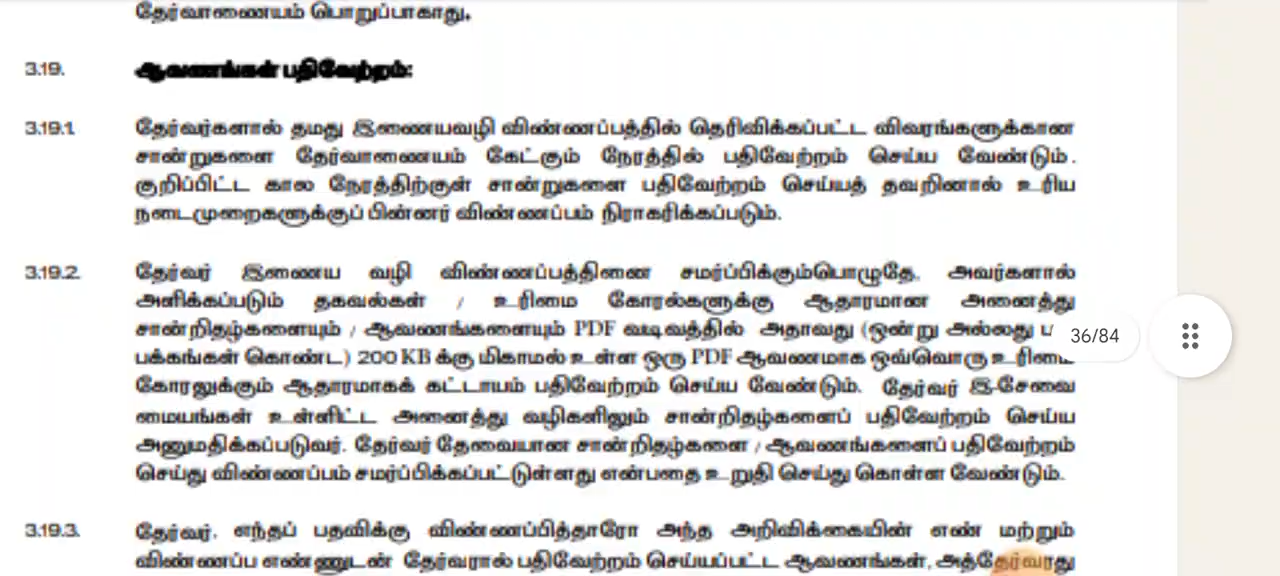 தேர்வாணையம் பொறுப்பாகாது.
3.19. ஆவணங்கள் பதிவேற்றம்:
3.19.1 தேர்வர்களால் தமது இணையவழி விண்ணப்பத்தில் தெரிவிக்கப்பட்ட விவரங்களுக்கான
சான்றுகளை தேர்வாணையம் கேட்கும் நேரத்தில் பதிவேற்றம் செய்ய வேண்டும்.
குறிப்பிட்ட கால நேரத்திற்குள் சான்றுகளை பதிவேற்றம் செய்யத் தவறினால் உரிய
நடைமுறைகளுக்குப் பின்னர் விண்ணப்பம் நிராகரிக்கப்படும்.
3.19.2. தேர்வர் இணைய வழி விண்ணப்பத்தினை சமர்ப்பிக்கும்பொழுதே, அவர்களால்
அளிக்கப்படும் தகவல்கள் / உரிமை கோரல்களுக்கு ஆதாரமான அனைத்து
சான்றிதழ்களையும் / ஆவணங்களையும் PDF வடிவத்தில் அதாவது (ஒன்று அல்லது
36/84
பக்கங்கள் கொண்ட) 200 KB க்கு மிகாமல் உள்ள ஒரு PDF ஆவணமாக ஒவ்வொரு உரிமை
கோரலுக்கும் ஆதாரமாகக் கட்டாயம் பதிவேற்றம் செய்ய வேண்டும். தேர்வர் இ-சேவை
மையங்கள் உள்ளிட்ட அனைத்து வழிகளிலும் சான்றிதழ்களைப் பதிவேற்றம் செய்ய
அனுமதிக்கப்படுவர். தேர்வர் தேவையான சான்றிதழ்களை / ஆவணங்களைப் பதிவேற்றம்
செய்து விண்ணப்பம் சமர்ப்பிக்கப்பட்டுள்ளது என்பதை உறுதி செய்து கொள்ள வேண்டும்.
3.19.3. தேர்வர், எந்தப் பதவிக்கு விண்ணப்பித்தாரோ அந்த அறிவிக்கையின் எண் மற்றும்
விண்ணப்ப எண்ணுடன் தேர்வரால் பதிவேற்றம் செய்யப்பட்ட ஆவணங்கள், அத்தேர்வரது